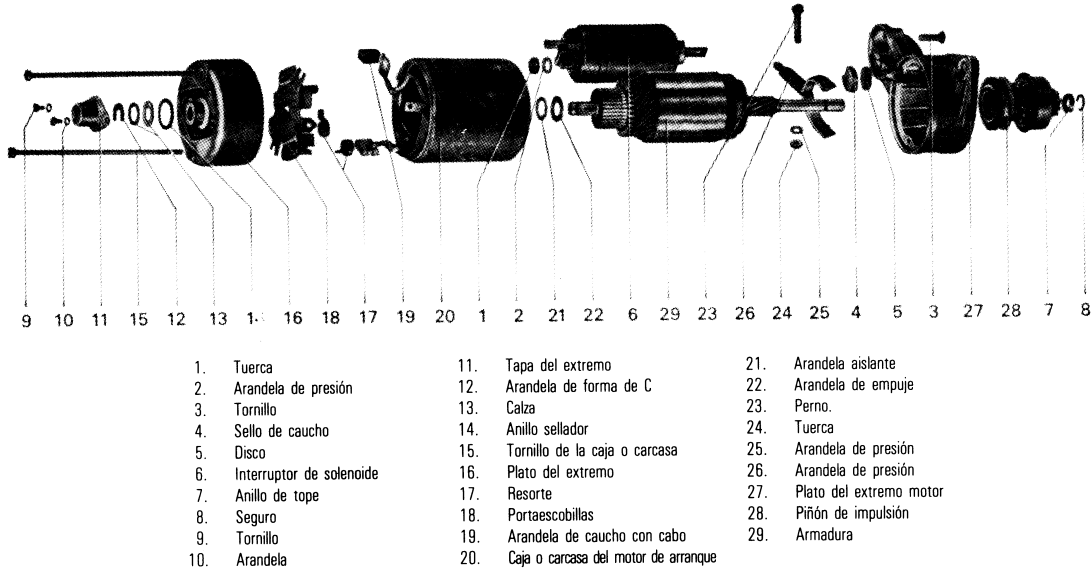 9 10 11 15 12 13 1 16 18 17 19 20 1 2 21 22 6 29 23 26 24 25 4 5 3 27 28 7 8
1. Tuerca
2. Arandela de presión
3. Tornillo
4. Sello de caucho
5. Disco
6. Interruptor de solenoide
7. Anillo de tope
8. Seguro
9. Tornillo
10. Arandela
11. Tapa del extremo
12. Arandela de forma de C
13. Calza
14. Anillo sellador
15. Tornillo de la caja o carcasa
16. Plato del extremo
17. Resorte
18. Portaescobillas
19. Arandela de caucho con cabo
20. Caja o carcasa del motor de arranque
21. Arandela aislante
22. Arandela de empuje
23. Perno.
24. Tuerca
25. Arandela de presión
26. Arandela de presión
27. Plato del extremo motor
28. Piñón de impulsión
29. Armadura